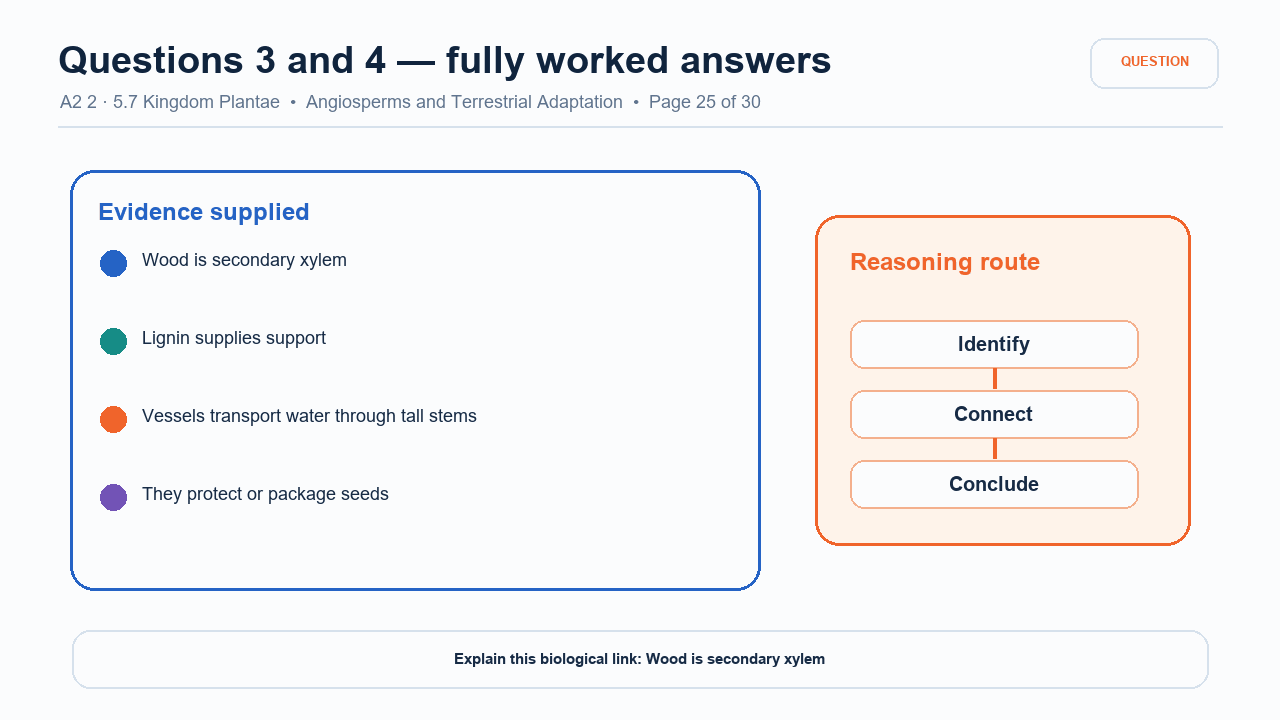 Questions 3 and 4 — fully worked answers
QUESTION
A2 2 · 5.7 Kingdom Plantae • Angiosperms and Terrestrial Adaptation • Page 25 of 30
Evidence supplied
Wood is secondary xylem
Lignin supplies support
Vessels transport water through tall stems
They protect or package seeds
Reasoning route
Identify
Connect
Conclude
Explain this biological link: Wood is secondary xylem